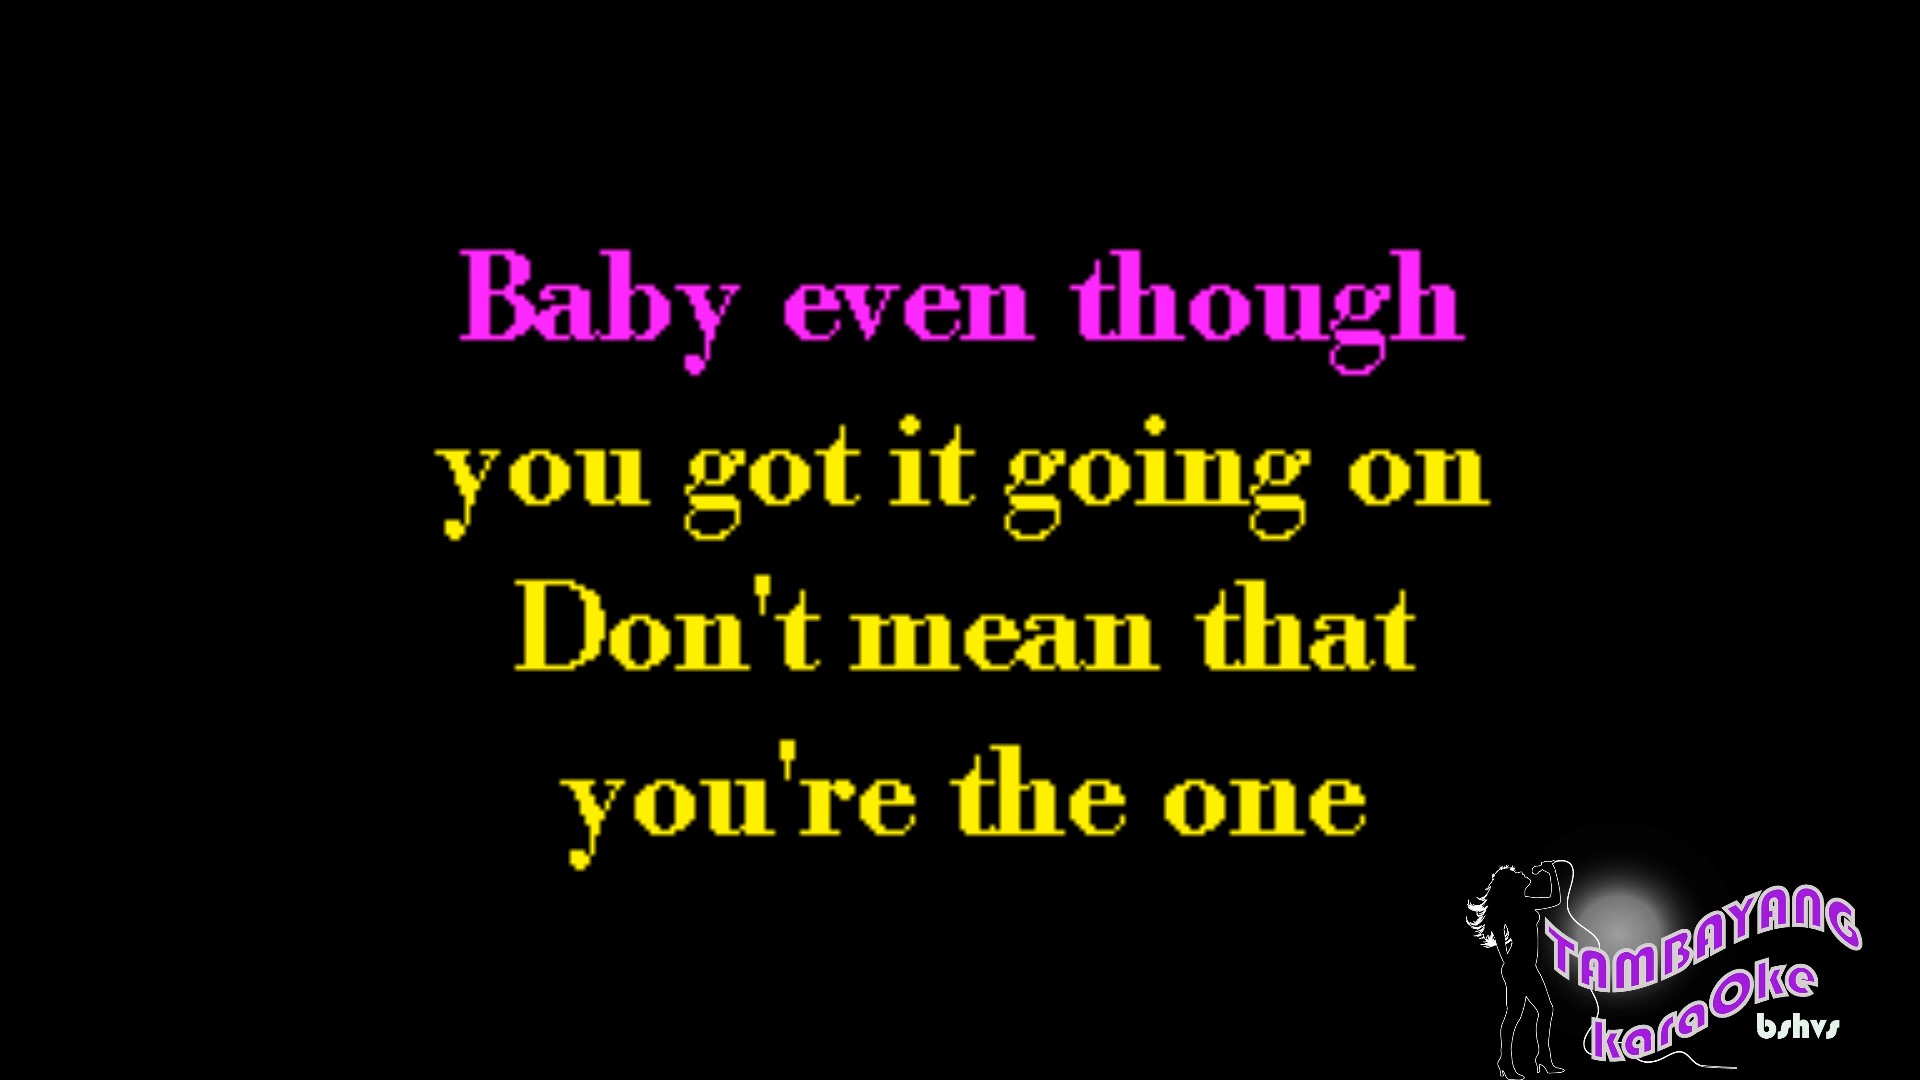 Baby even though
you got it going on
Don't mean that
you're the one
TAMBAYANG
karaOke
bshvs